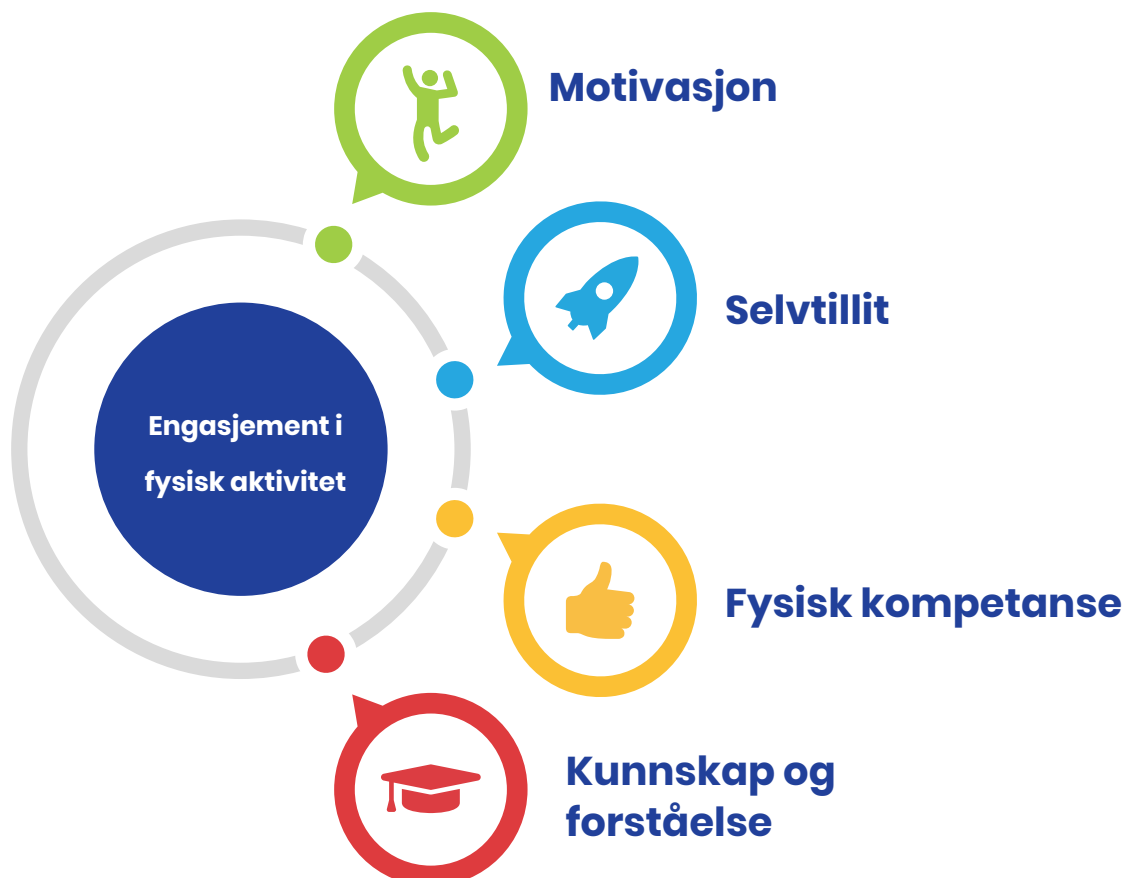 Motivasjon
Selvtillit
Engasjement i
fysisk aktivitet
Fysisk kompetanse
Kunnskap og
forståelse